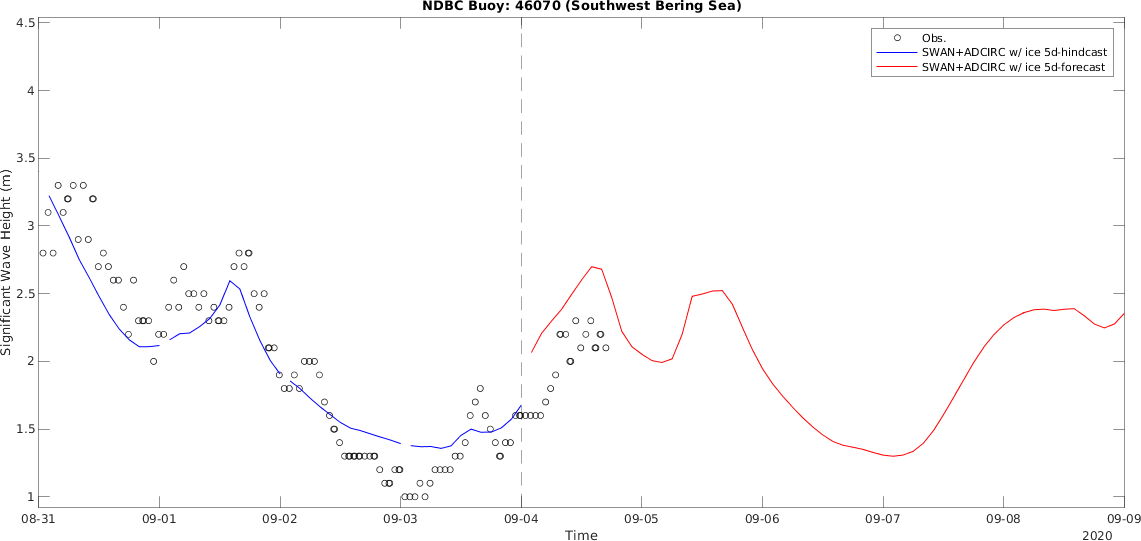 NDBC Buoy: 46070 (Southwest Bering Sea)
4.5
4
3.5
3
2.5
2
1.5
1
Significant Wave Height (m)
Obs.
SWAN+ADCIRC w/ ice 5d-hindcast
SWAN+ADCIRC w/ ice 5d-forecast
08-31 09-01 09-02 09-03 09-04 09-05 09-06 09-07 09-08 09-09
Time
2020